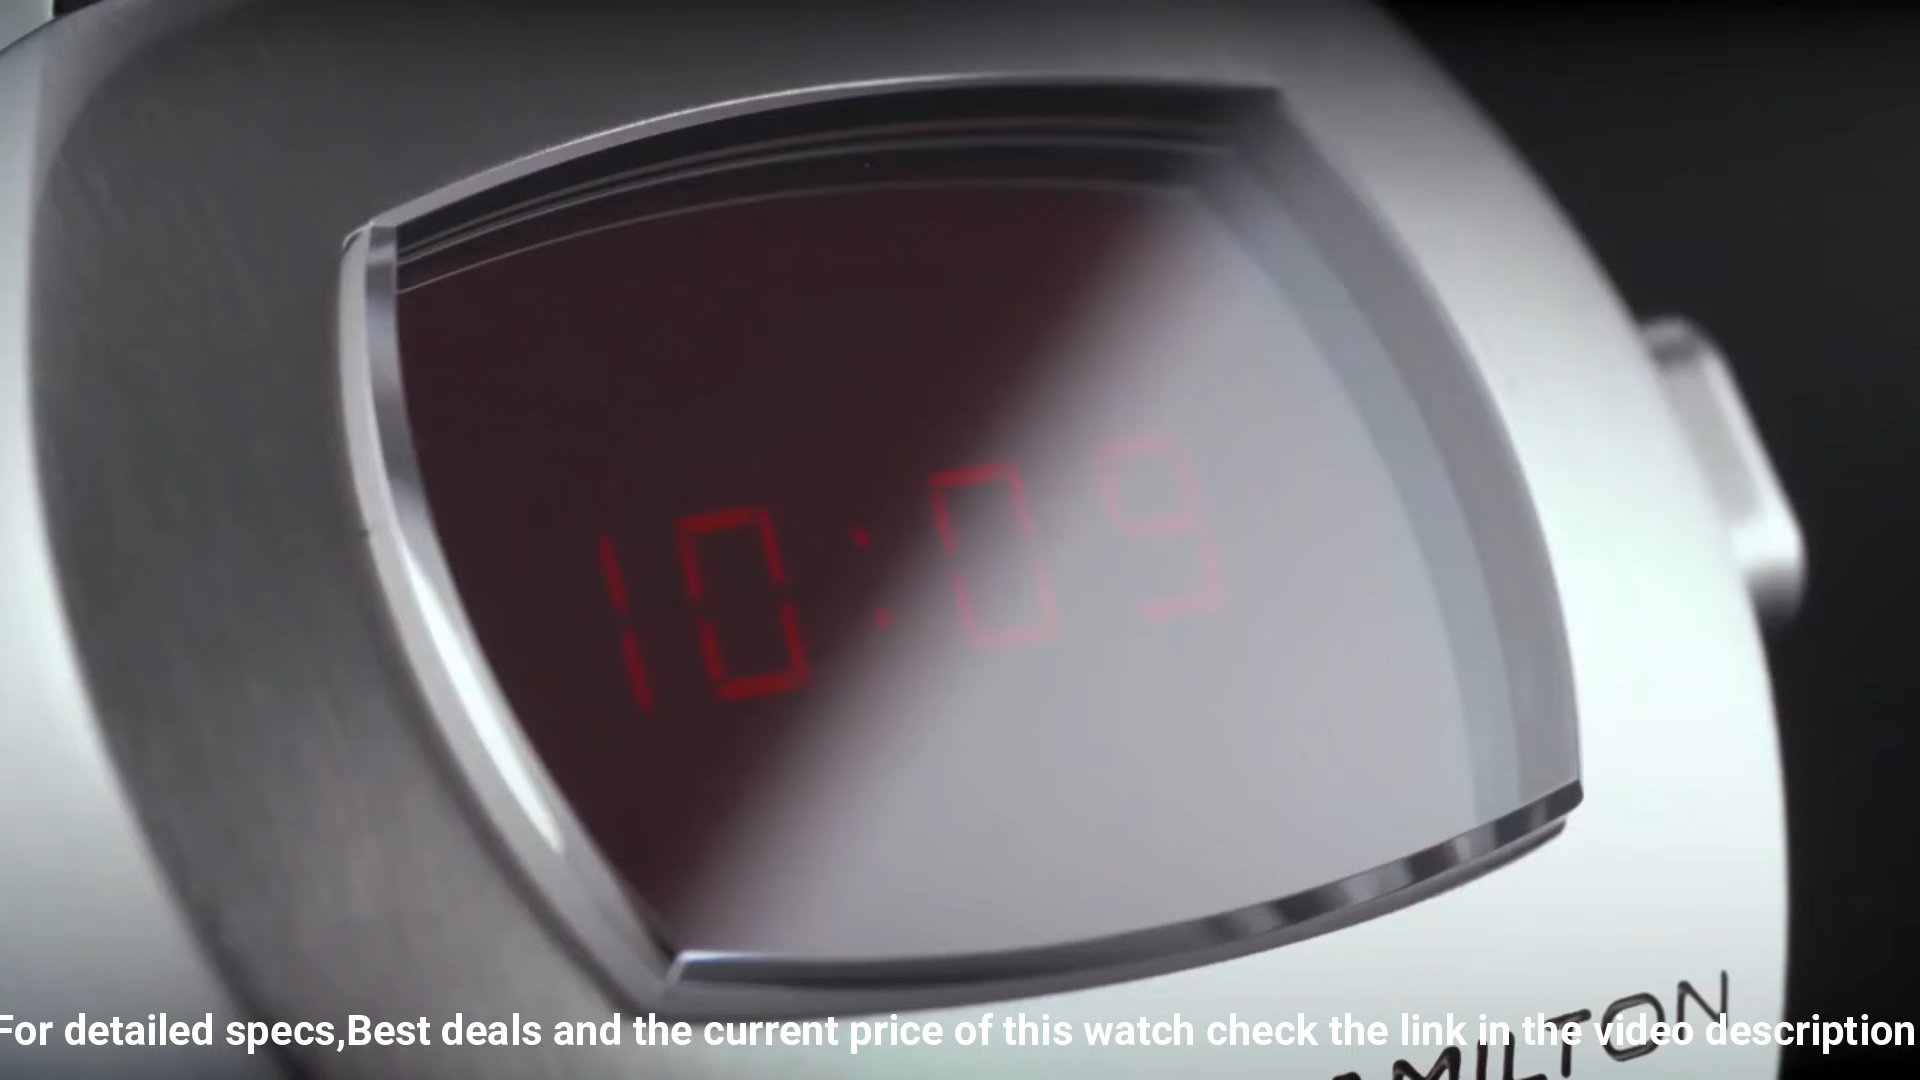 10:09
For detailed specs,Best deals and the current price of this watch check the link in the video description
AMILTON